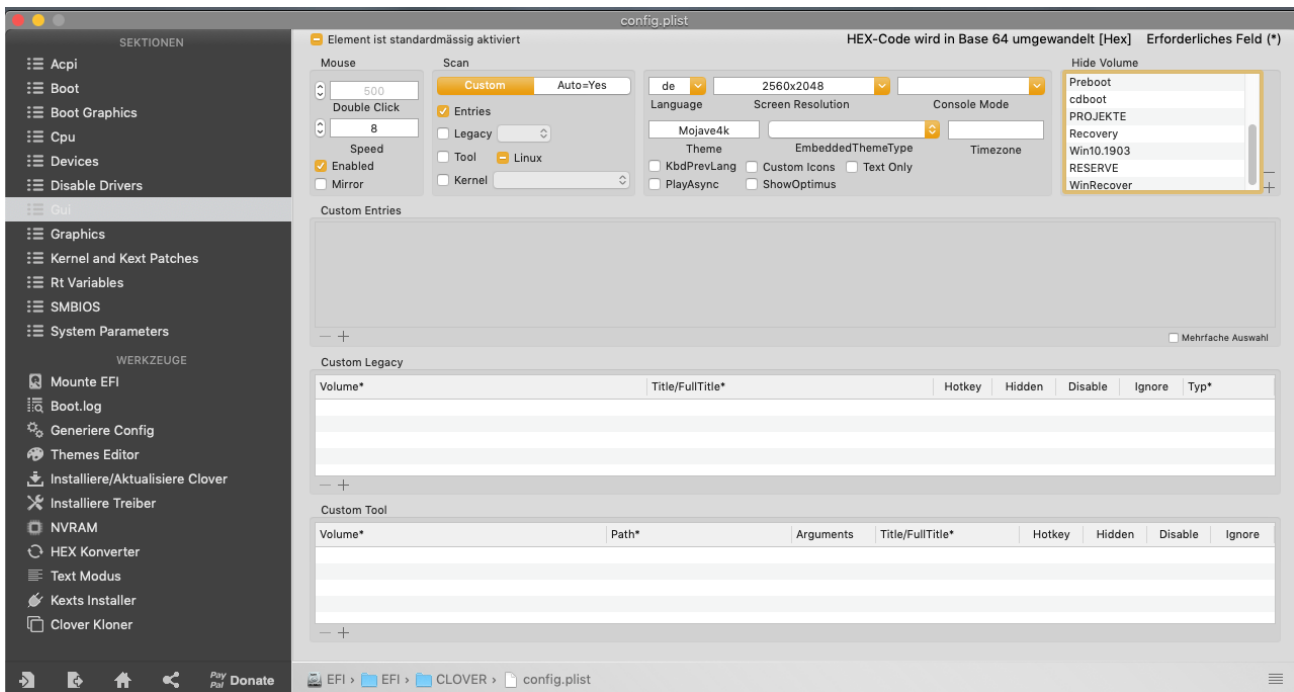 config.plist
SEKTIONEN
Acpi
Boot
Boot Graphics
Cpu
Devices
Disable Drivers
Gui
Graphics
Kernel and Kext Patches
Rt Variables
SMBIOS
System Parameters
WERKZEUGE
Mounte EFI
Boot.log
Generiere Config
Themes Editor
Installiere/Aktualisiere Clover
Installiere Treiber
NVRAM
HEX Konverter
Text Modus
Kexts Installer
Clover Kloner
Pay Pal Donate
Element ist standardmässig aktiviert
HEX-Code wird in Base 64 umgewandelt [Hex] Erforderliches Feld (*)
Mouse
500
Double Click
8
Speed
Enabled
Mirror
Scan
Custom Auto=Yes
Entries
Legacy
Tool Linux
Kernel
de 2560x2048
Language Screen Resolution Console Mode
Mojave4k
Theme EmbeddedThemeType Timezone
KbdPrevLang Custom Icons Text Only
PlayAsync ShowOptimus
Hide Volume
Preboot
cdboot
PROJEKTE
Recovery
Win10.1903
RESERVE
WinRecover
Custom Entries
Mehrfache Auswahl
Custom Legacy
Volume* Title/FullTitle* Hotkey Hidden Disable Ignore Typ*
Custom Tool
Volume* Path* Arguments Title/FullTitle* Hotkey Hidden Disable Ignore
EFI › EFI › CLOVER › config.plist